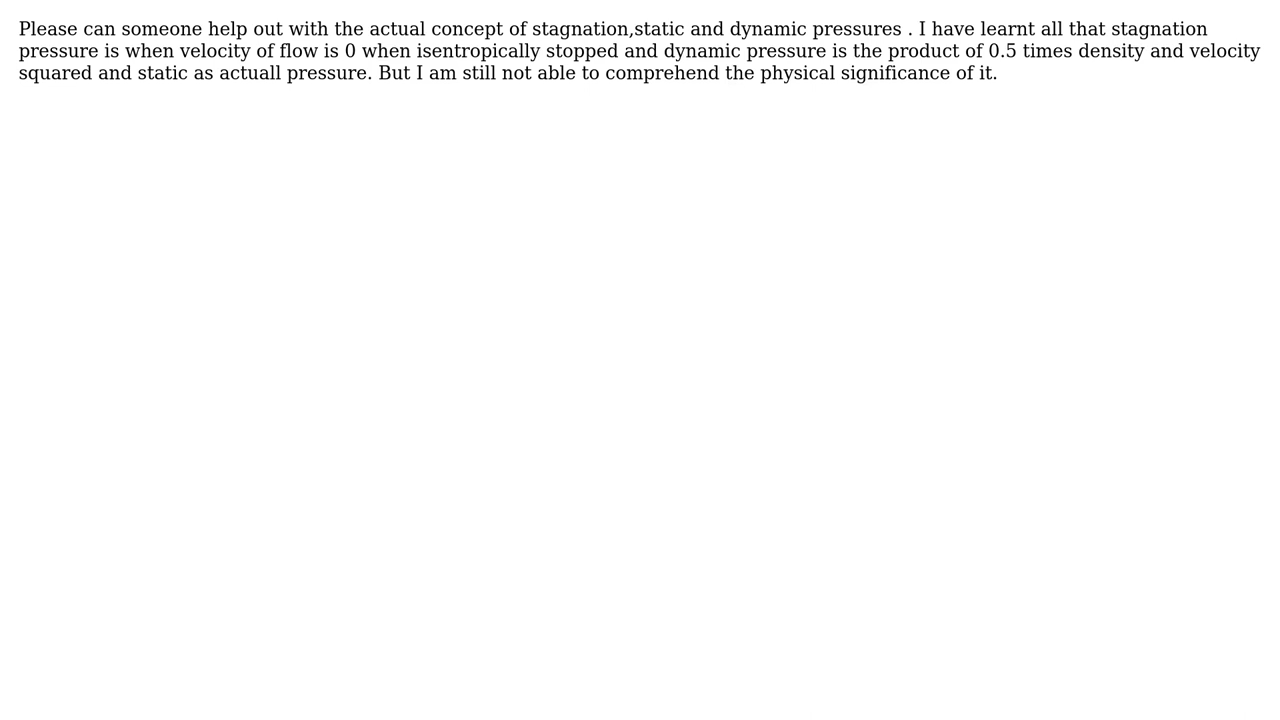 Please can someone help out with the actual concept of stagnation,static and dynamic pressures . I have learnt all that stagnation
pressure is when velocity of flow is 0 when isentropically stopped and dynamic pressure is the product of 0.5 times density and velocity
squared and static as actuall pressure. But I am still not able to comprehend the physical significance of it.